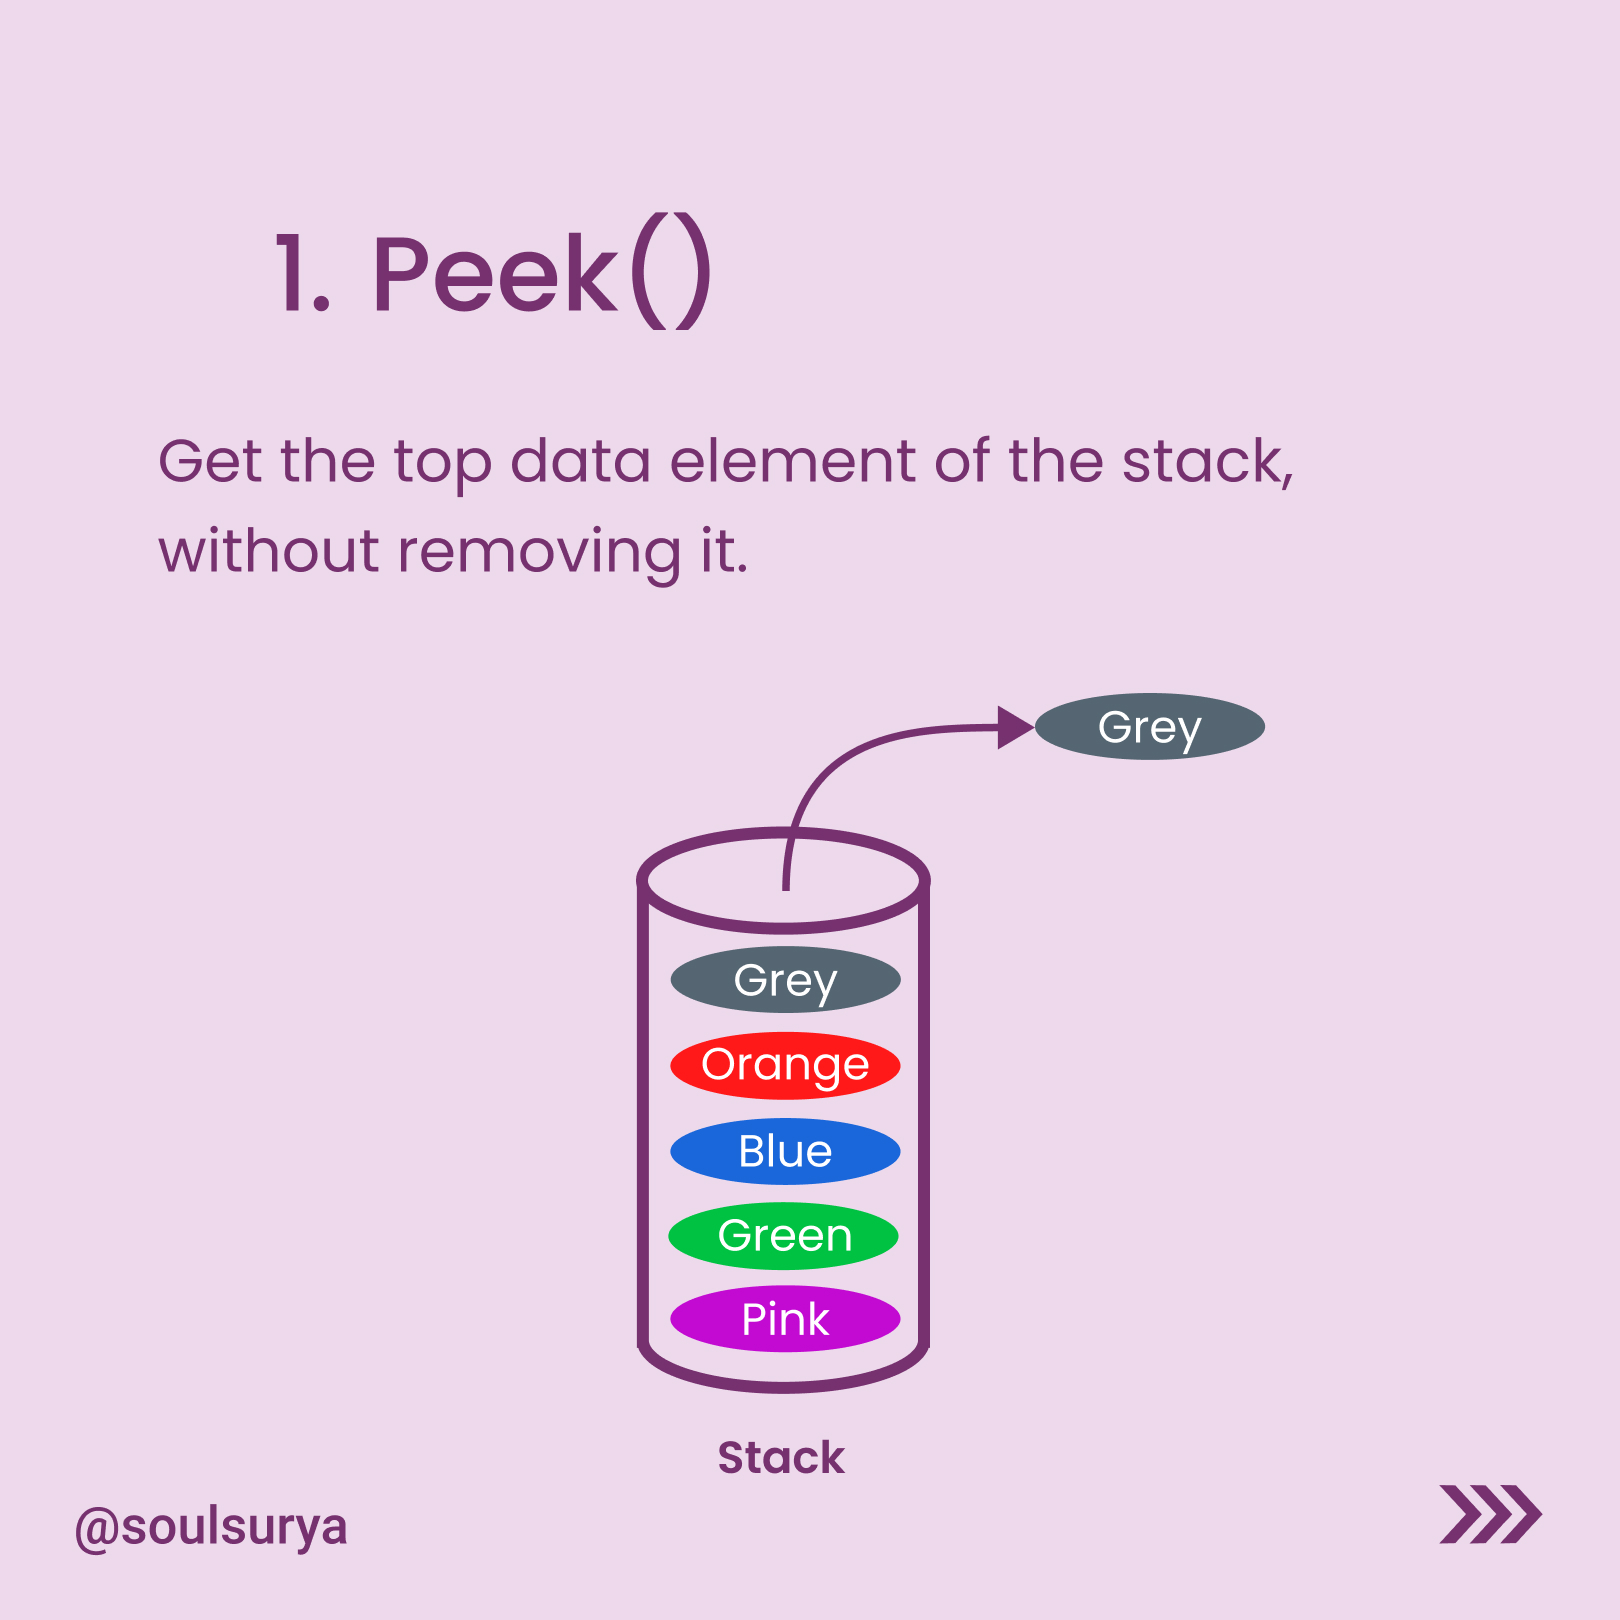 1. Peek()
Get the top data element of the stack,
without removing it.
Grey
Grey
Orange
Blue
Green
Pink
Stack
@soulsurya